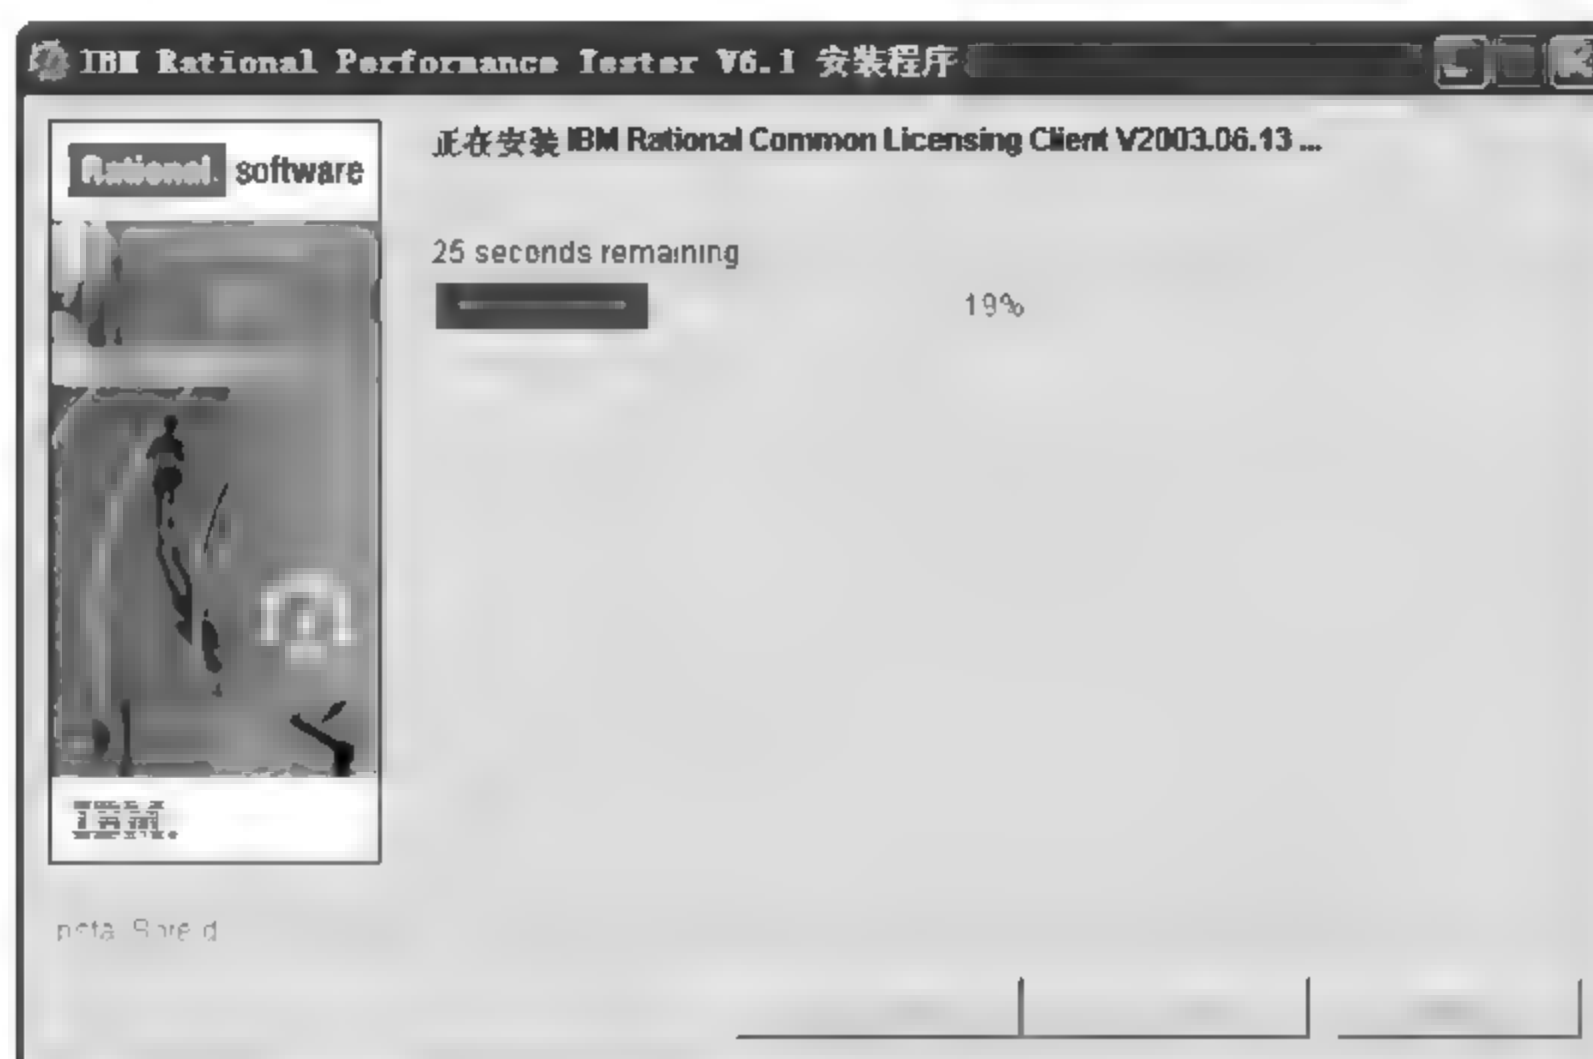 IBM Rational Performance Tester V6.1 安装程序
Rational. software
正在安装 IBM Rational Common Licensing Client V2003.06.13 ...
25 seconds remaining
19%
IBM.